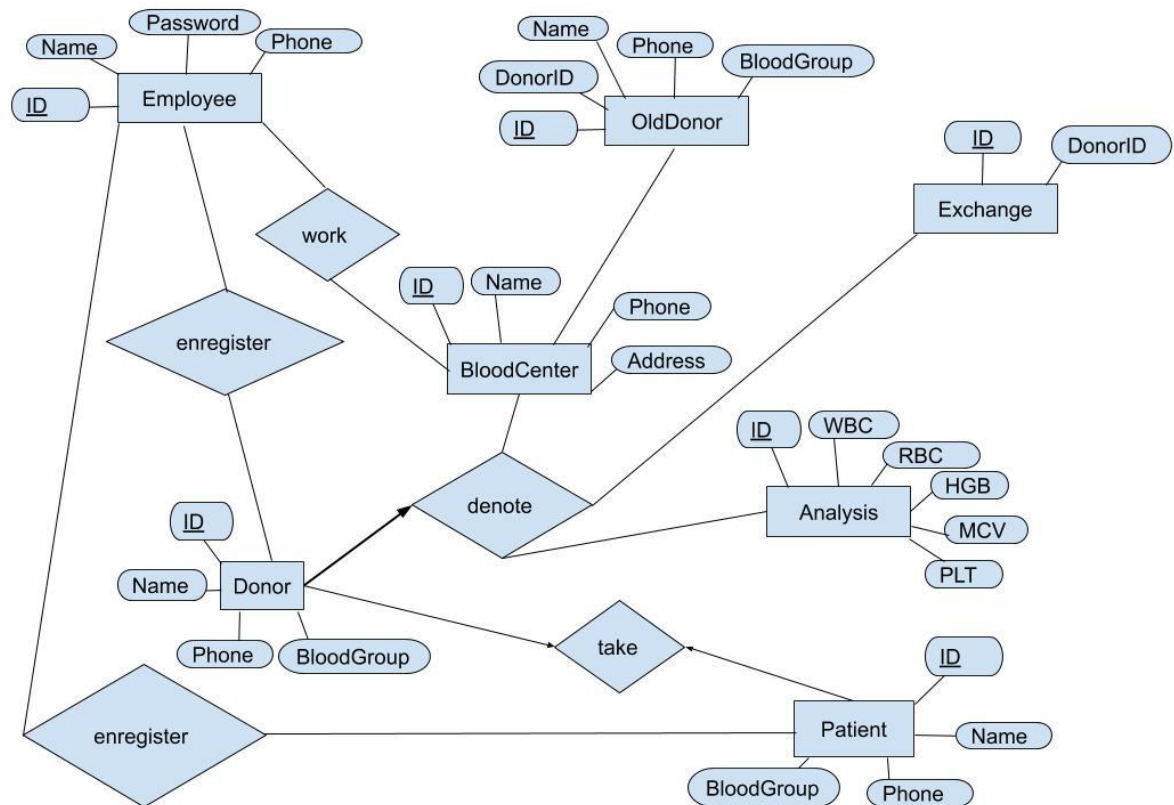 Password
Name
Phone
ID
Employee
Name
Phone
BloodGroup
DonorID
ID
OldDonor
ID
DonorID
Exchange
work
ID
Name
Phone
Address
BloodCenter
enregister
denote
ID
WBC
RBC
HGB
MCV
PLT
Analysis
ID
Name
Donor
Phone
BloodGroup
take
ID
Patient
Name
BloodGroup
Phone
enregister